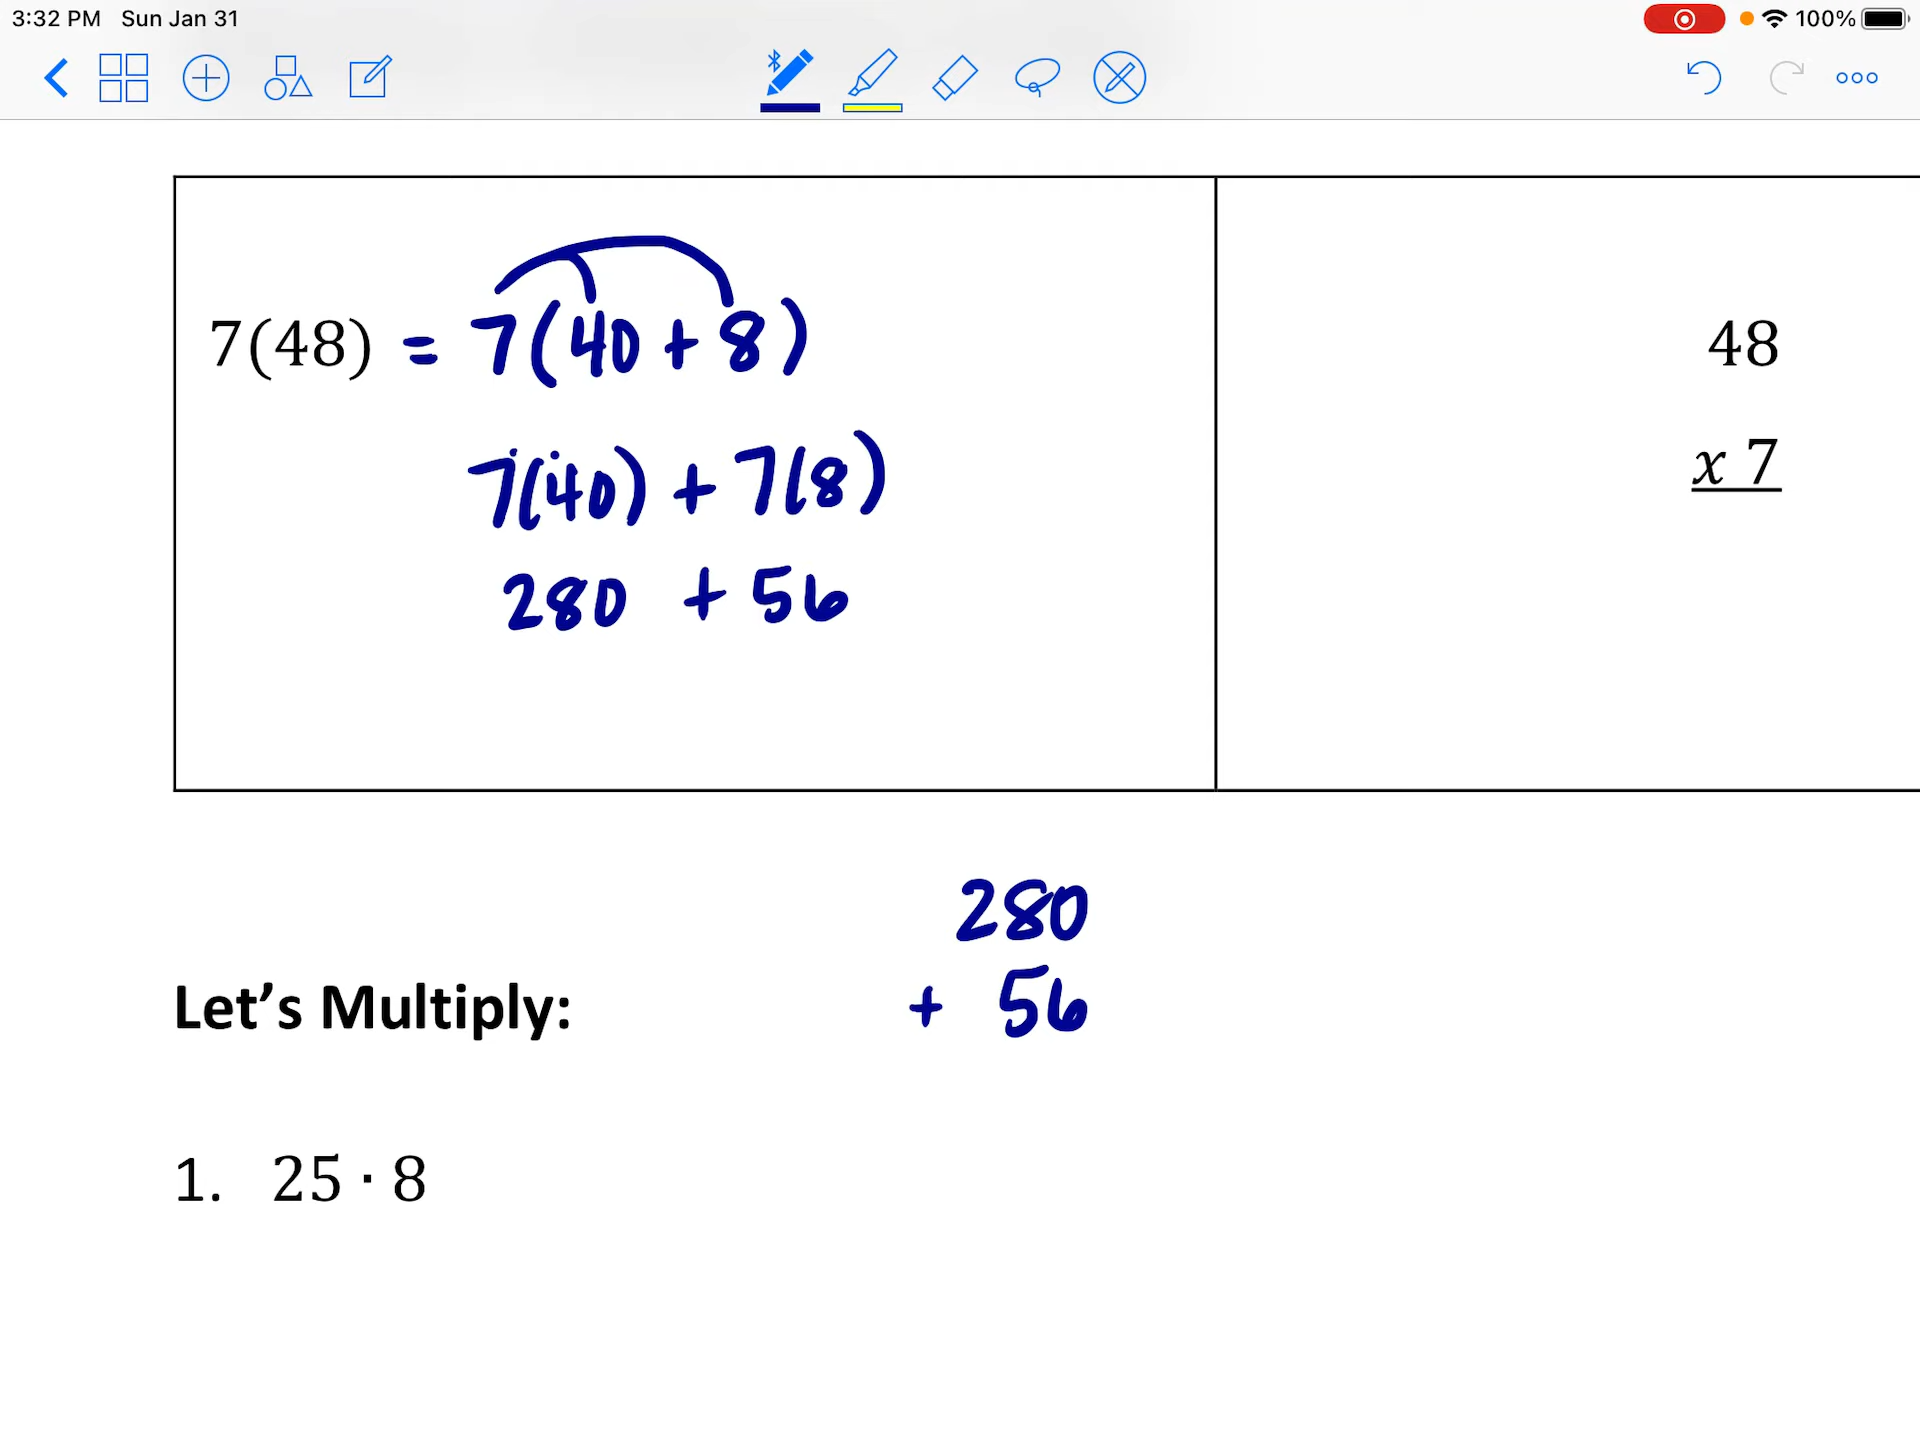 3:32 PM Sun Jan 31
100%
7(48) = 7(40 + 8)
7(40) + 7(8)
280 + 56
48
x 7
280
+ 56
Let's Multiply:
1. 25 · 8